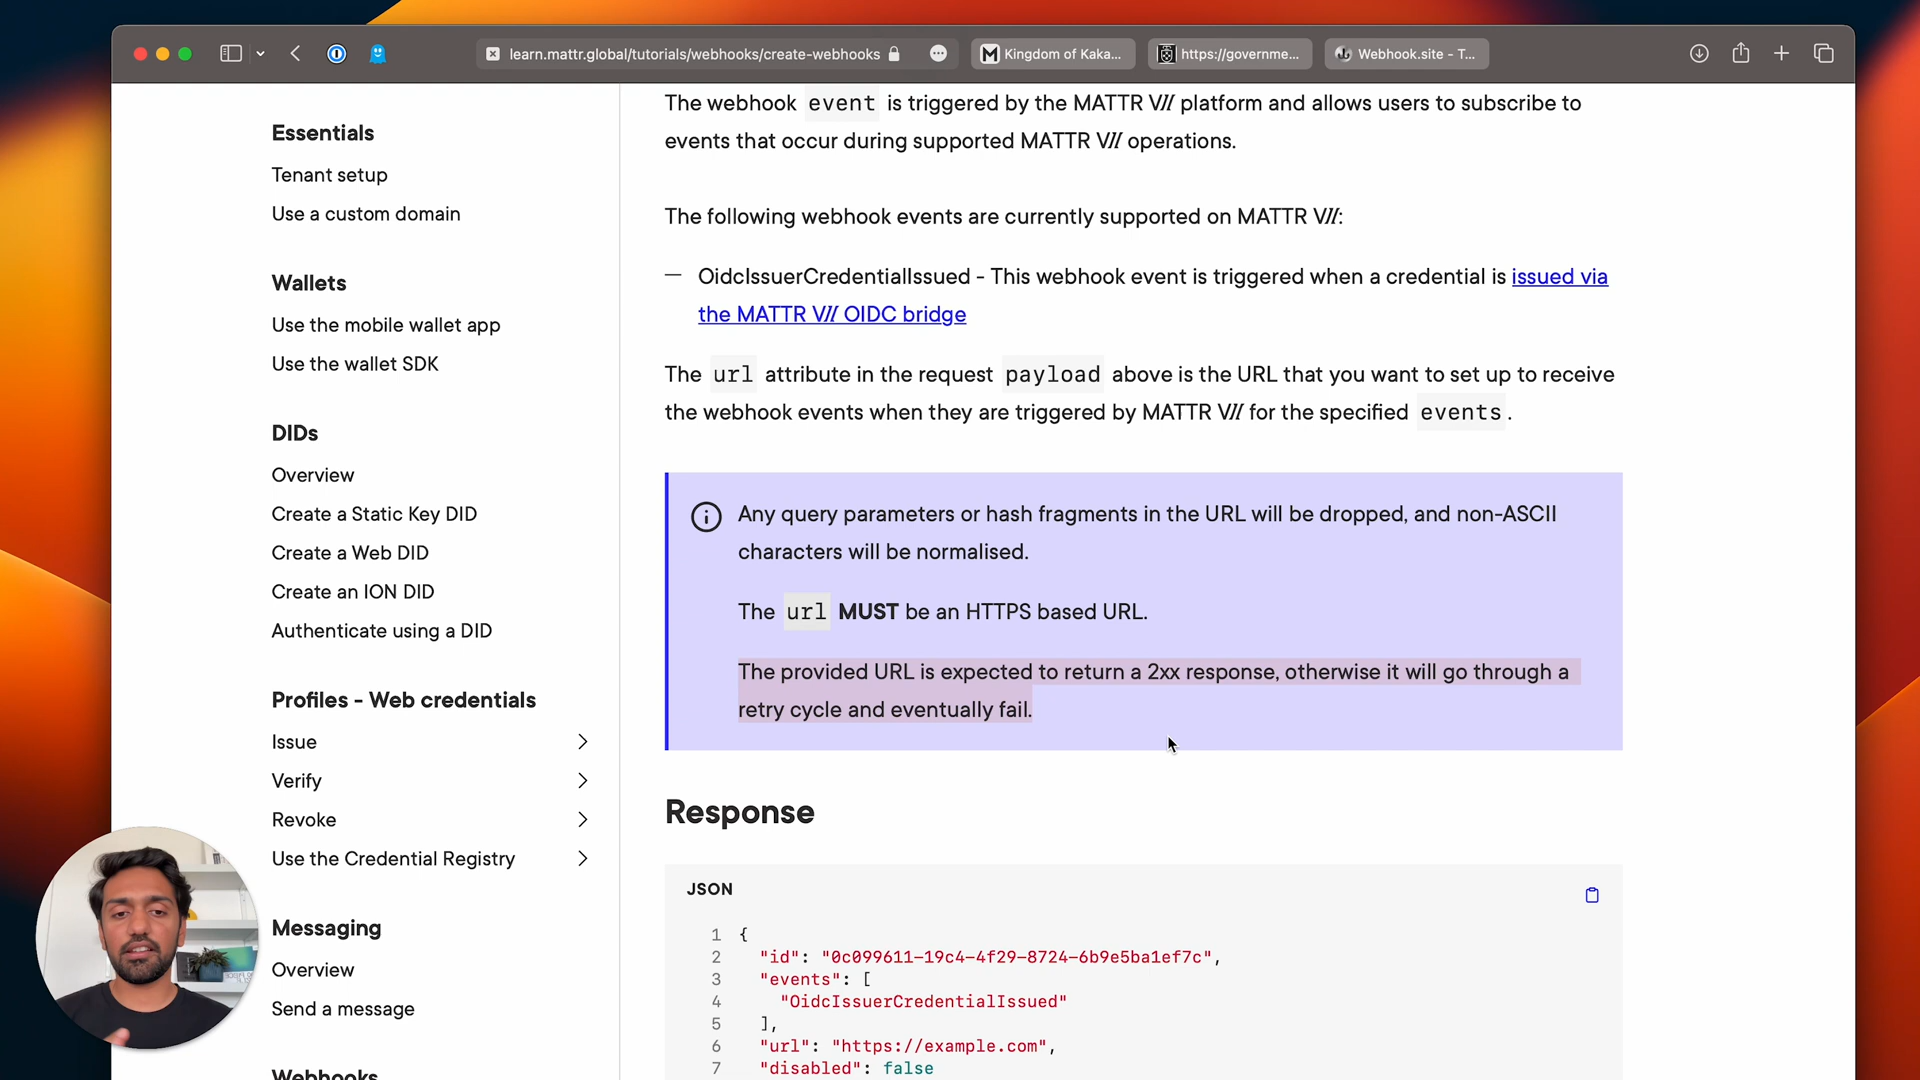 learn.mattr.global/tutorials/webhooks/create-webhooks
Kingdom of Kaka...
https://governme...
Webhook.site - T...
Essentials
Tenant setup
Use a custom domain
Wallets
Use the mobile wallet app
Use the wallet SDK
DIDs
Overview
Create a Static Key DID
Create a Web DID
Create an ION DID
Authenticate using a DID
Profiles - Web credentials
Issue
Verify
Revoke
Use the Credential Registry
Messaging
Overview
Send a message
Webhooks
The webhook event is triggered by the MATTR VII platform and allows users to subscribe to
events that occur during supported MATTR VII operations.
The following webhook events are currently supported on MATTR VII:
— OidcIssuerCredentialIssued - This webhook event is triggered when a credential is issued via
the MATTR VII OIDC bridge
The url attribute in the request payload above is the URL that you want to set up to receive
the webhook events when they are triggered by MATTR VII for the specified events.
Any query parameters or hash fragments in the URL will be dropped, and non-ASCII
characters will be normalised.
The url MUST be an HTTPS based URL.
The provided URL is expected to return a 2xx response, otherwise it will go through a
retry cycle and eventually fail.
Response
JSON
1 {
2 "id": "0c099611-19c4-4f29-8724-6b9e5ba1ef7c",
3 "events": [
4 "OidcIssuerCredentialIssued"
5 ],
6 "url": "https://example.com",
7 "disabled": false